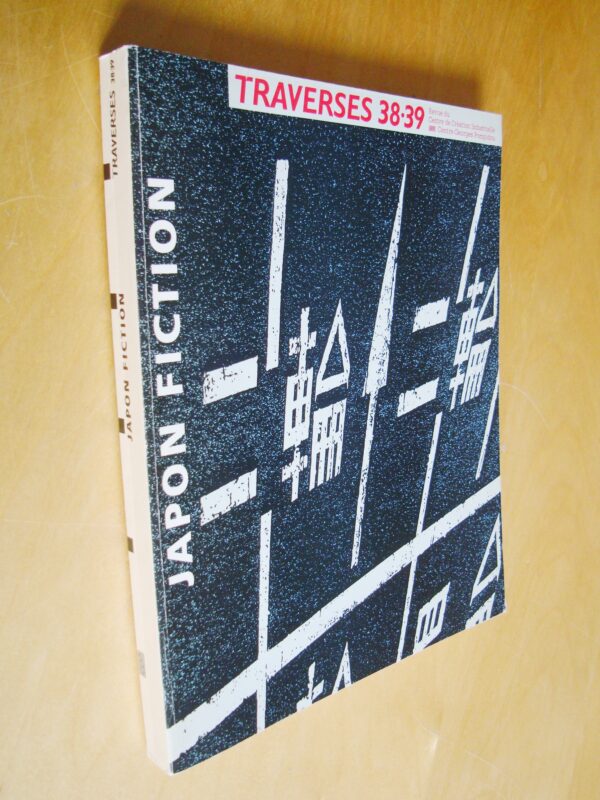 TRAVERSES 38·39
Revue du
Centre de Création Industrielle
Centre Georges Pompidou
JAPON FICTION
二輪
二輪
TRAVERSES 38·39
JAPON FICTION